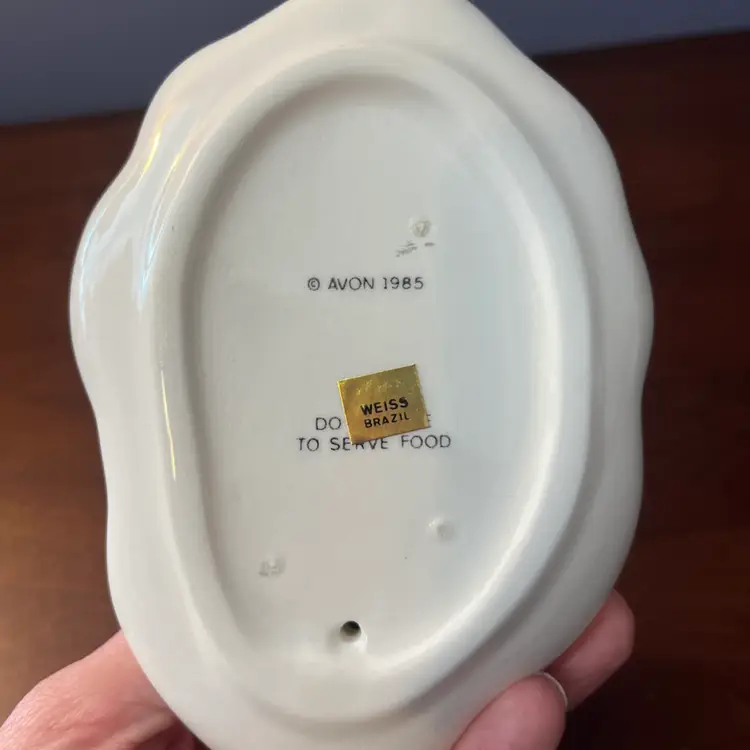 © AVON 1985
WEISS
BRAZIL
DO
TO SERVE FOOD